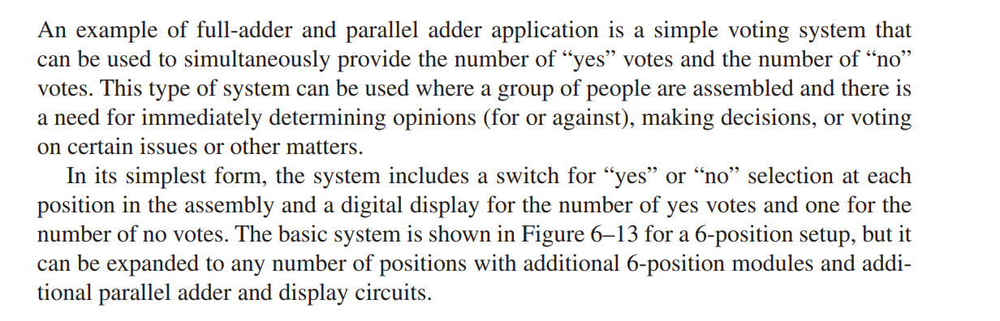 An example of full-adder and parallel adder application is a simple voting system that
can be used to simultaneously provide the number of “yes” votes and the number of “no”
votes. This type of system can be used where a group of people are assembled and there is
a need for immediately determining opinions (for or against), making decisions, or voting
on certain issues or other matters.
In its simplest form, the system includes a switch for “yes” or “no” selection at each
position in the assembly and a digital display for the number of yes votes and one for the
number of no votes. The basic system is shown in Figure 6–13 for a 6-position setup, but it
can be expanded to any number of positions with additional 6-position modules and addi-
tional parallel adder and display circuits.